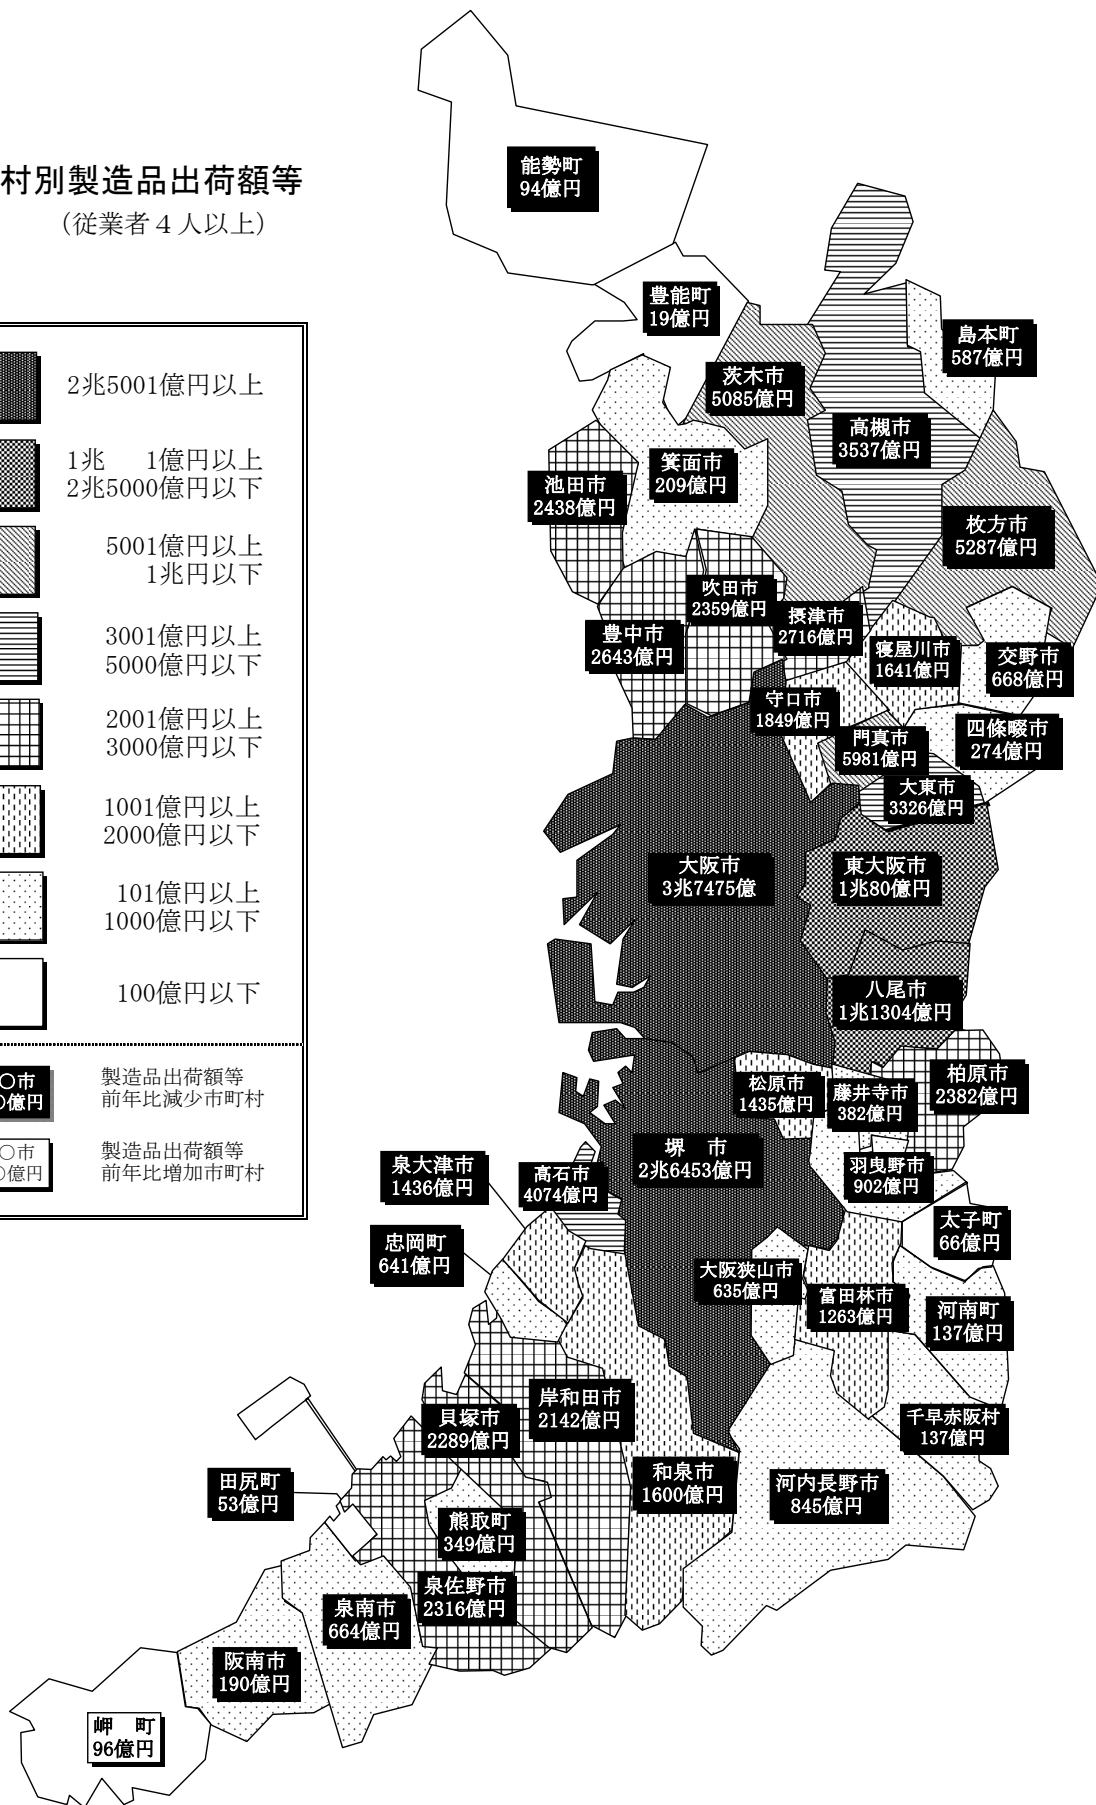 村別製造品出荷額等
（従業者４人以上）
2兆5001億円以上
1兆　 1億円以上
2兆5000億円以下
5001億円以上
1兆円以下
3001億円以上
5000億円以下
2001億円以上
3000億円以下
1001億円以上
2000億円以下
101億円以上
1000億円以下
100億円以下
○市
億円
製造品出荷額等
前年比減少市町村
○市
億円
製造品出荷額等
前年比増加市町村
能勢町
94億円
豊能町
19億円
島本町
587億円
茨木市
5085億円
高槻市
3537億円
箕面市
209億円
池田市
2438億円
枚方市
5287億円
吹田市
2359億円
摂津市
2716億円
豊中市
2643億円
寝屋川市
1641億円
交野市
668億円
守口市
1849億円
門真市
5981億円
四條畷市
274億円
大東市
3326億円
大阪市
3兆7475億
東大阪市
1兆80億円
八尾市
1兆1304億円
松原市
1435億円
藤井寺市
382億円
柏原市
2382億円
堺　市
2兆6453億円
羽曳野市
902億円
泉大津市
1436億円
高石市
4074億円
太子町
66億円
忠岡町
641億円
大阪狭山市
635億円
富田林市
1263億円
河南町
137億円
岸和田市
2142億円
貝塚市
2289億円
千早赤阪村
137億円
和泉市
1600億円
河内長野市
845億円
田尻町
53億円
熊取町
349億円
泉佐野市
2316億円
泉南市
664億円
阪南市
190億円
岬　町
96億円